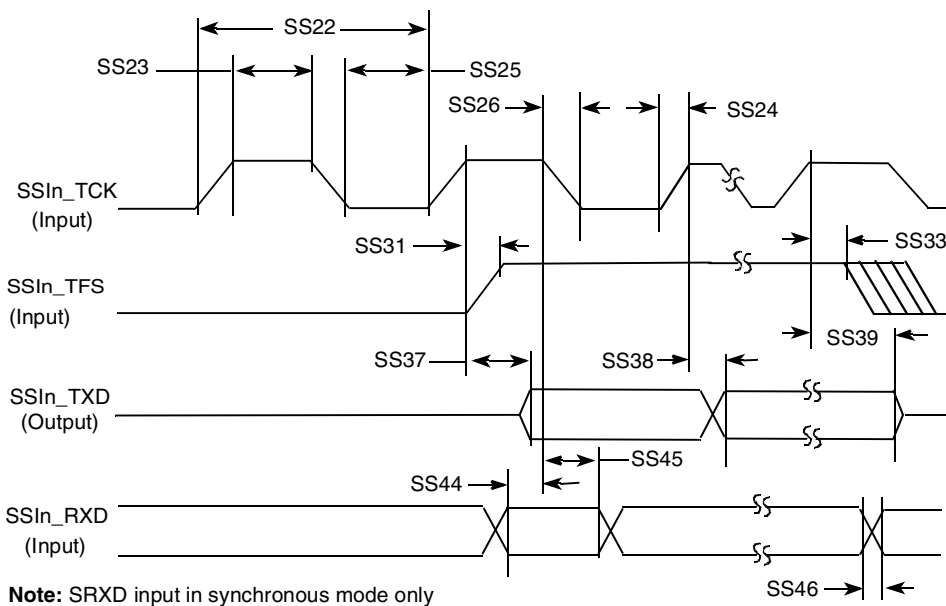 SS22
SS23
SS25
SS26
SS24
SSIn_TCK
(Input)
SS31
SS33
SSIn_TFS
(Input)
SS39
SS37
SS38
SSIn_TXD
(Output)
SS45
SS44
SSIn_RXD
(Input)
SS46
Note: SRXD input in synchronous mode only